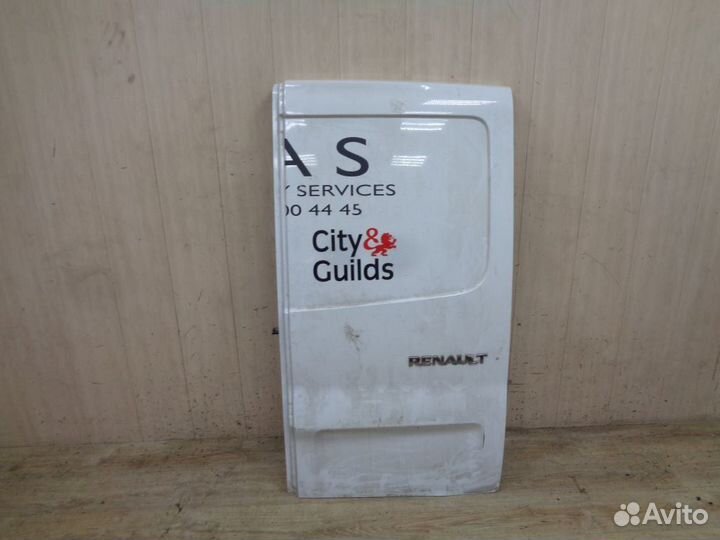 A S
Y SERVICES
00 44 45
City&
Guilds
RENAULT
Avito